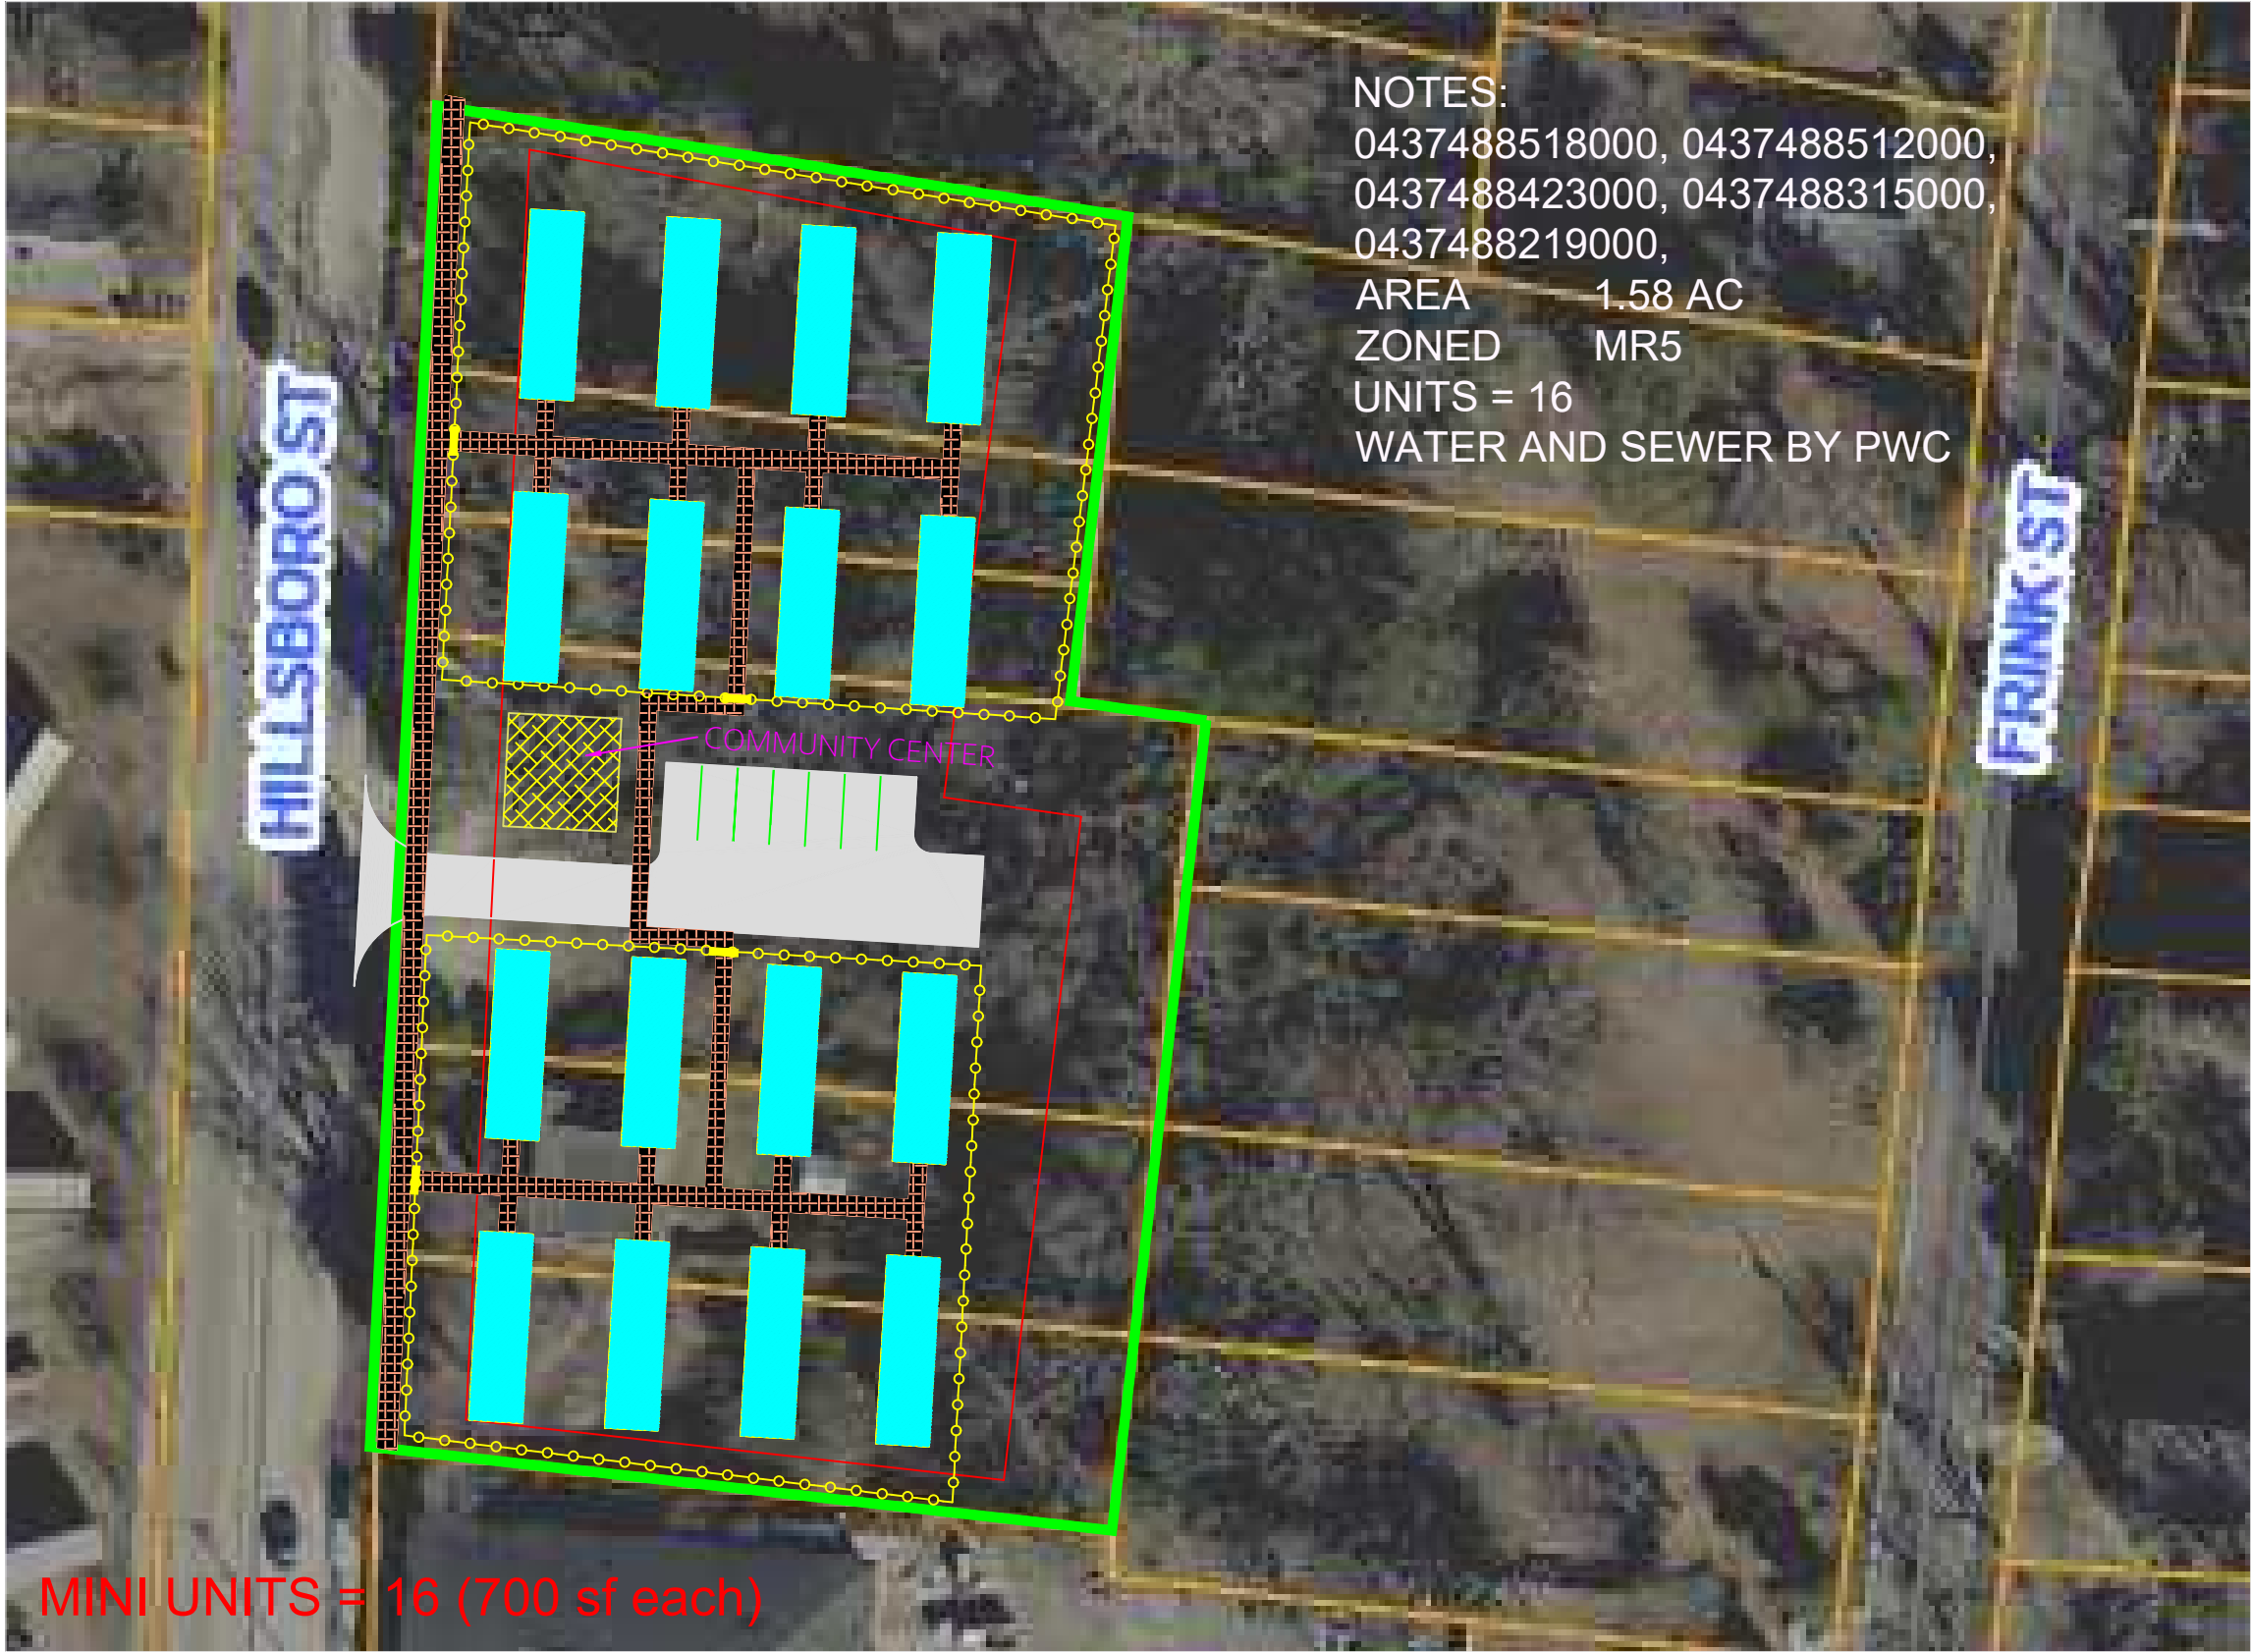 NOTES:
0437488518000, 0437488512000,
0437488423000, 0437488315000,
0437488219000,
AREA 1.58 AC
ZONED MR5
UNITS = 16
WATER AND SEWER BY PWC
HILLSBORO ST
FRINK ST
COMMUNITY CENTER
MINI UNITS = 16 (700 sf each)